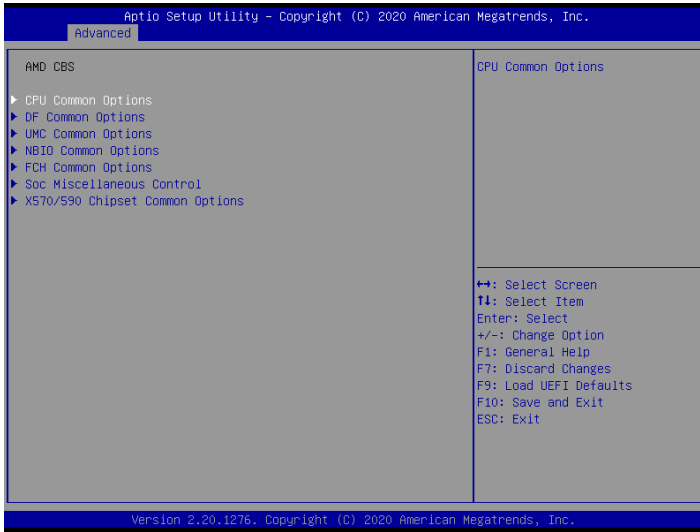 Aptio Setup Utility – Copyright (C) 2020 American Megatrends, Inc.
Advanced
AMD CBS
CPU Common Options
DF Common Options
UMC Common Options
NBIO Common Options
FCH Common Options
Soc Miscellaneous Control
X570/590 Chipset Common Options
CPU Common Options
↔: Select Screen
↑↓: Select Item
Enter: Select
+/-: Change Option
F1: General Help
F7: Discard Changes
F9: Load UEFI Defaults
F10: Save and Exit
ESC: Exit
Version 2.20.1276. Copyright (C) 2020 American Megatrends, Inc.